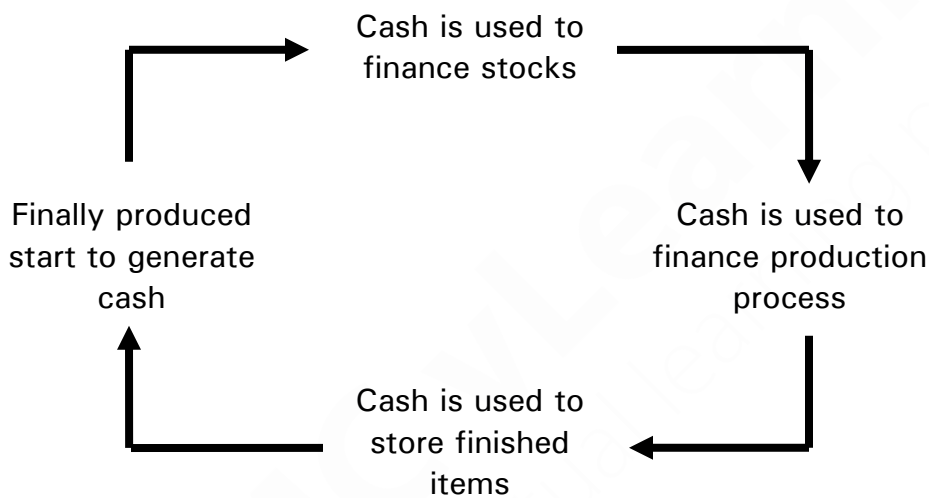 Cash is used to
finance stocks
Finally produced
start to generate
cash
Cash is used to
finance production
process
Cash is used to
store finished
items